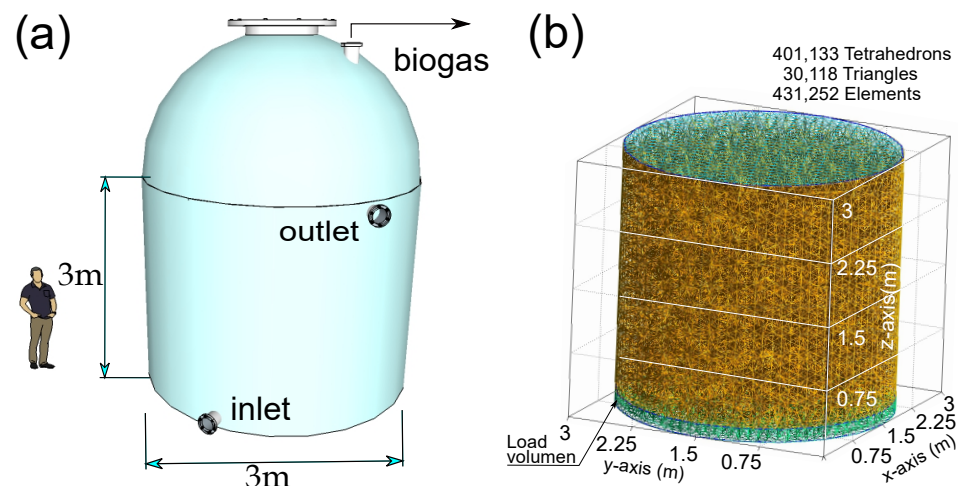 (a)
biogas
outlet
3m
inlet
3m
(b)
401,133 Tetrahedrons
30,118 Triangles
431,252 Elements
3
2.25
z-axis(m)
1.5
0.75
Load
volumen
3
2.25
1.5
0.75
y-axis (m)
3
2.25
1.5
0.75
x-axis (m)